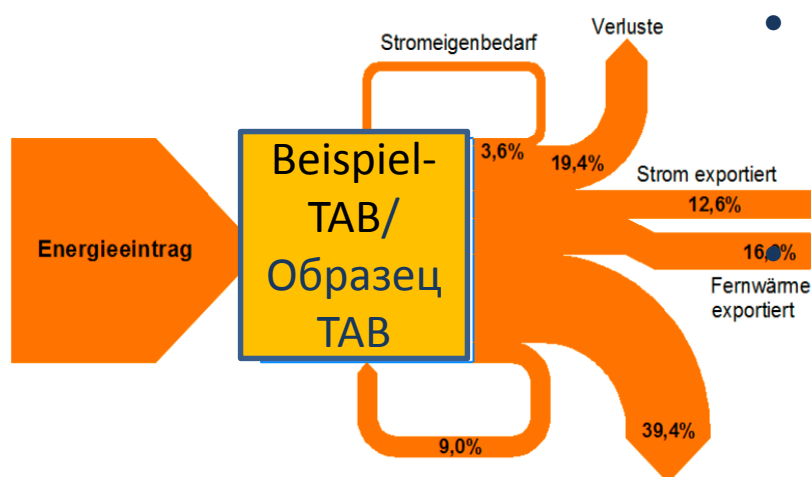 Stromeigenbedarf
Verluste
3,6%
19,4%
Strom exportiert
12,6%
Beispiel-
TAB/
Образец
TAB
Energieeintrag
Fernwärme
exportiert
39,4%
9,0%